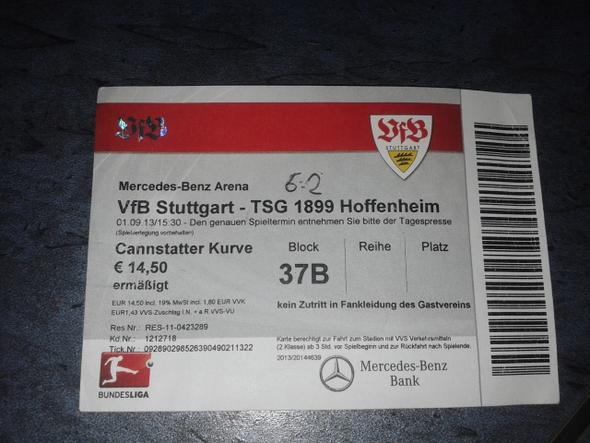 VfB
VfB
STUTTGART
Mercedes-Benz Arena
6-2
VfB Stuttgart - TSG 1899 Hoffenheim
01.09.13/15:30 - Den genauen Spieltermin entnehmen Sie bitte der Tagespresse
(Spielverlegung vorbehalten)
Cannstatter Kurve Block Reihe Platz
€ 14,50 37B
ermäßigt
EUR 14,50 incl. 19% MwSt incl. 1,60 EUR VVK kein Zutritt in Fankleidung des Gastvereins
EUR1,43 VVS-Zuschlag I.N. + a.R VVS-VU
Res Nr.: RES-11-0423289
Kd.Nr.: 1212718
Tick.Nr: 09289029852639049021132​2
Karte berechtigt zur Fahrt zum Stadion mit VVS Verkehrsmitteln
(2.Klasse) ab 3 Std. vor Spielbeginn und zur Rückfahrt nach Spielende.
2013/20144639
BUNDESLIGA
Mercedes-Benz
Bank